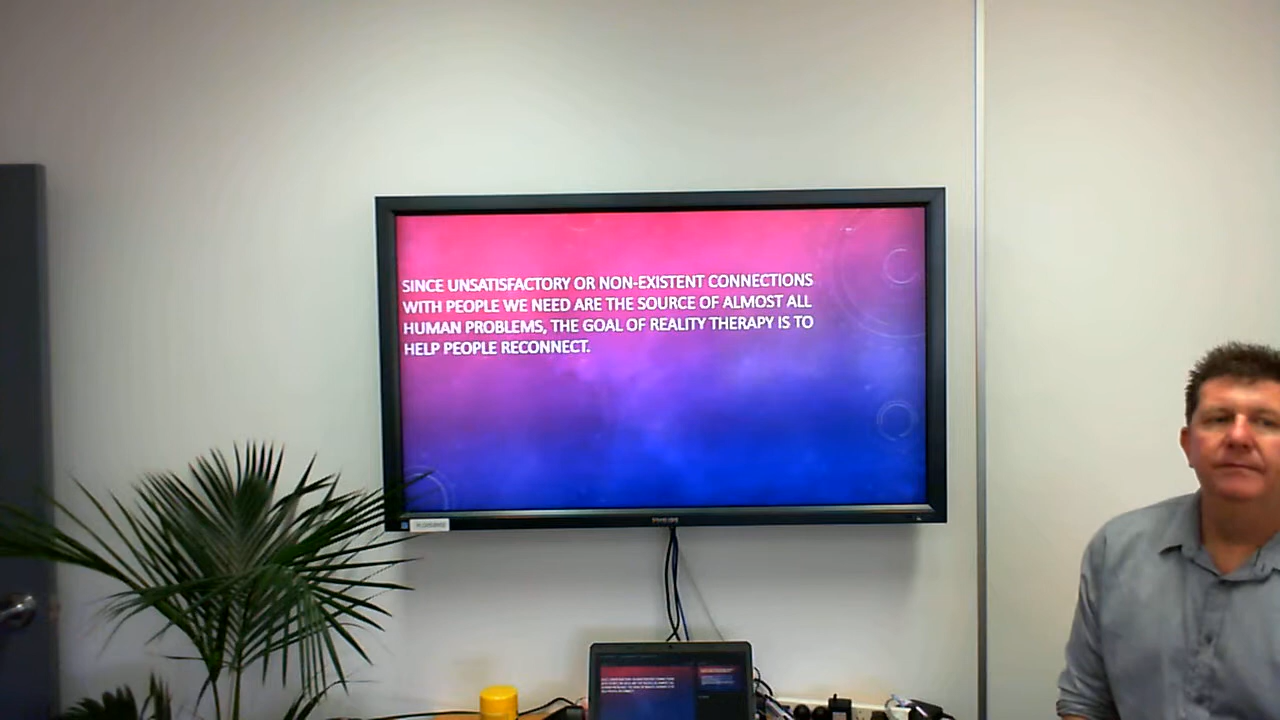 SINCE UNSATISFACTORY OR NON-EXISTENT CONNECTIONS
WITH PEOPLE WE NEED ARE THE SOURCE OF ALMOST ALL
HUMAN PROBLEMS, THE GOAL OF REALITY THERAPY IS TO
HELP PEOPLE RECONNECT.